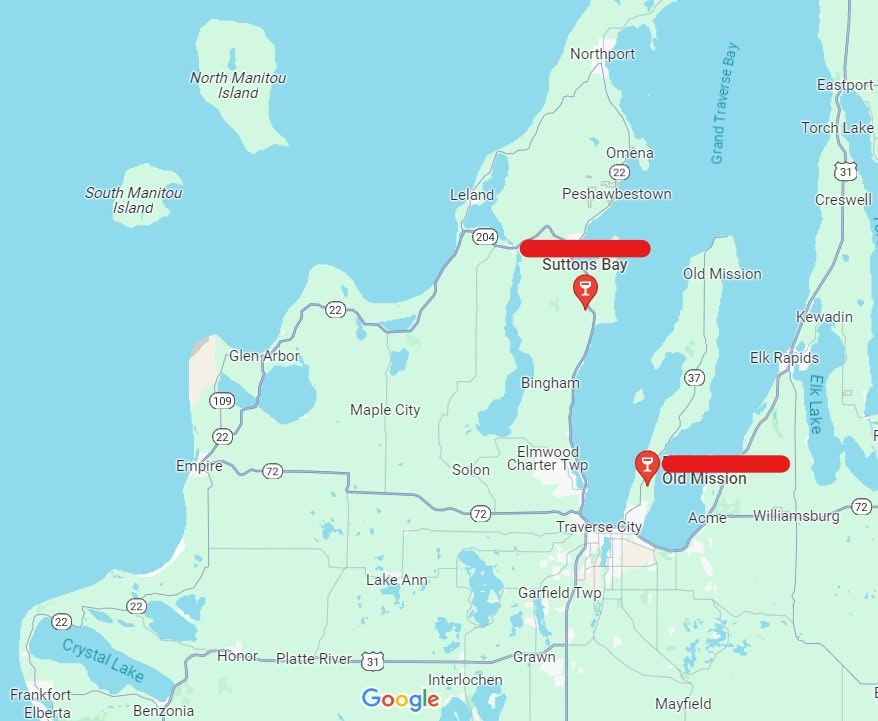 Northport
North Manitou
Island
Grand Traverse Bay
Eastport
Torch Lake
Omena
22
31
South Manitou
Island
Leland
Peshawbestown
Creswell
204
Suttons Bay
Old Mission
22
Kewadin
Glen Arbor
Elk Rapids
37
Bingham
109
Maple City
Elk Lake
22
Elmwood
Charter Twp
Empire
72
Solon
Old Mission
72
72
Traverse City
Acme
Williamsburg
Lake Ann
Garfield Twp
22
22
Crystal Lake
Honor
Platte River
31
Grawn
Interlochen
Frankfort
Elberta
Benzonia
Google
Mayfield